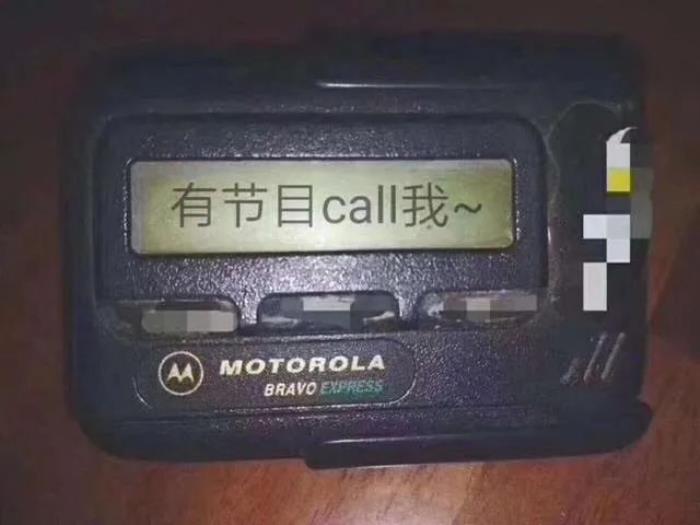 有节目call我~
MOTOROLA
BRAVO EXPRESS